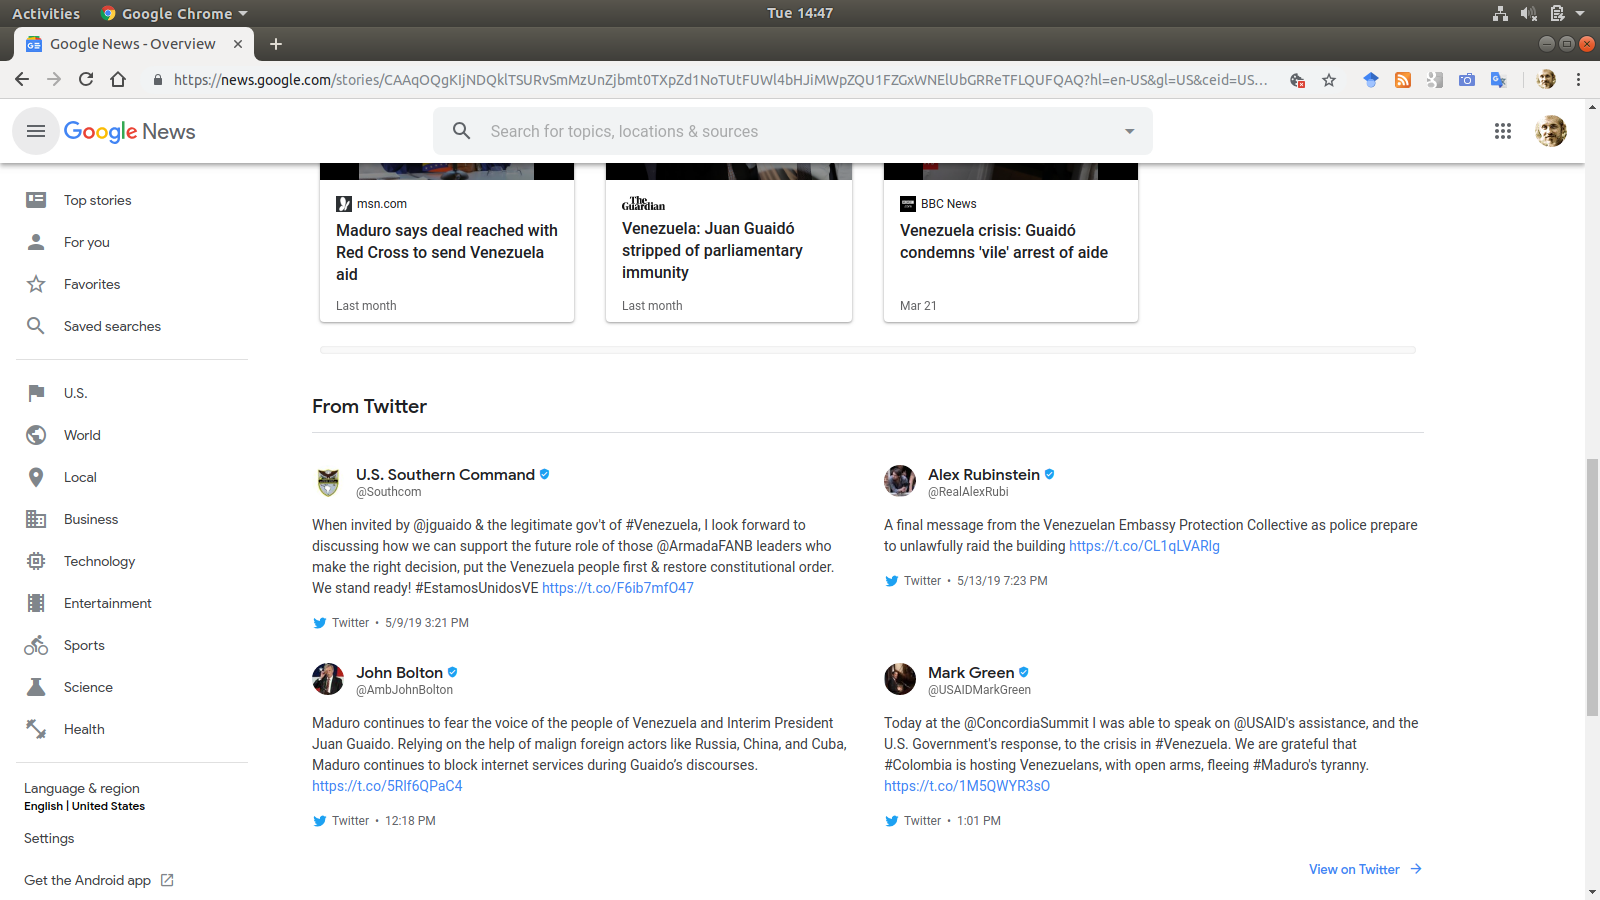 Activities Google Chrome Tue 14:47
Google News - Overview
https://news.google.com/stories/CAAqOQgKIjNDQklTSURvSmMzUnZjbmt0TXpZd1NoTUtFUWl4bHJiMWpZQU1FZGxWNElUbGRReTFLQUFQAQ?hl=en-US&gl=US&ceid=US...
Google News
Search for topics, locations & sources
Top stories
For you
Favorites
Saved searches
U.S.
World
Local
Business
Technology
Entertainment
Sports
Science
Health
Language & region
English | United States
Settings
Get the Android app
msn.com
Maduro says deal reached with
Red Cross to send Venezuela
aid
Last month
The
Guardian
Venezuela: Juan Guaidó
stripped of parliamentary
immunity
Last month
BBC News
Venezuela crisis: Guaidó
condemns 'vile' arrest of aide
Mar 21
From Twitter
U.S. Southern Command
@Southcom
When invited by @jguaido & the legitimate gov't of #Venezuela, I look forward to
discussing how we can support the future role of those @ArmadaFANB leaders who
make the right decision, put the Venezuela people first & restore constitutional order.
We stand ready! #EstamosUnidosVE https://t.co/F6ib7mfO47
Twitter • 5/9/19 3:21 PM
Alex Rubinstein
@RealAlexRubi
A final message from the Venezuelan Embassy Protection Collective as police prepare
to unlawfully raid the building https://t.co/CL1qLVARlg
Twitter • 5/13/19 7:23 PM
John Bolton
@AmbJohnBolton
Maduro continues to fear the voice of the people of Venezuela and Interim President
Juan Guaido. Relying on the help of malign foreign actors like Russia, China, and Cuba,
Maduro continues to block internet services during Guaido’s discourses.
https://t.co/5RIf6QPaC4
Twitter • 12:18 PM
Mark Green
@USAIDMarkGreen
Today at the @ConcordiaSummit I was able to speak on @USAID's assistance, and the
U.S. Government's response, to the crisis in #Venezuela. We are grateful that
#Colombia is hosting Venezuelans, with open arms, fleeing #Maduro's tyranny.
https://t.co/1M5QWYR3sO
Twitter • 1:01 PM
View on Twitter